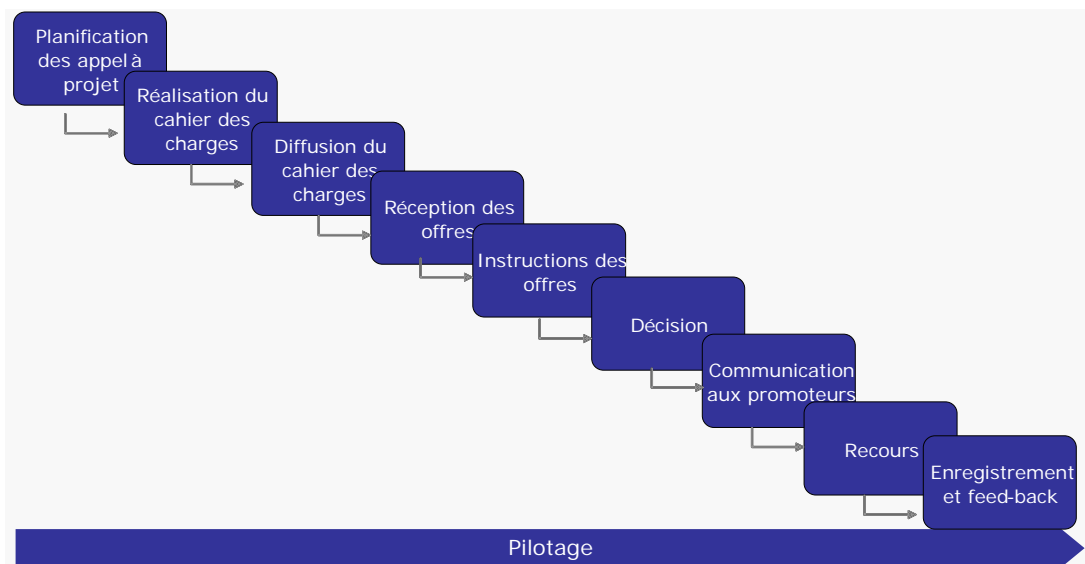 Planification
des appel à
projet
Réalisation du
cahier des
charges
Diffusion du
cahier des
charges
Réception des
offres
Instructions des
offres
Décision
Communication
aux promoteurs
Recours
Enregistrement
et feed-back
Pilotage